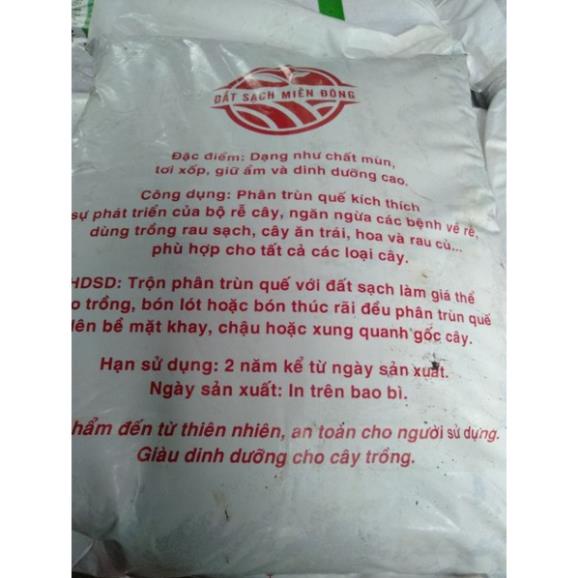 ĐẤT SẠCH MIỀN ĐÔNG
Đặc điểm: Dạng như chất mùn,
tơi xốp, giữ ẩm và dinh dưỡng cao.
Công dụng: Phân trùn quế kích thích
sự phát triển của bộ rễ cây, ngăn ngừa các bệnh về rễ,
dùng trồng rau sạch, cây ăn trái, hoa và rau củ...
phù hợp cho tất cả các loại cây.
HDSD: Trộn phân trùn quế với đất sạch làm giá thể
o trồng, bón lót hoặc bón thúc rãi đều phân trùn quế
lên bề mặt khay, chậu hoặc xung quanh gốc cây.
Hạn sử dụng: 2 năm kể từ ngày sản xuất.
Ngày sản xuất: In trên bao bì.
hẩm đến từ thiên nhiên, an toàn cho người sử dụng.
Giàu dinh dưỡng cho cây trồng.